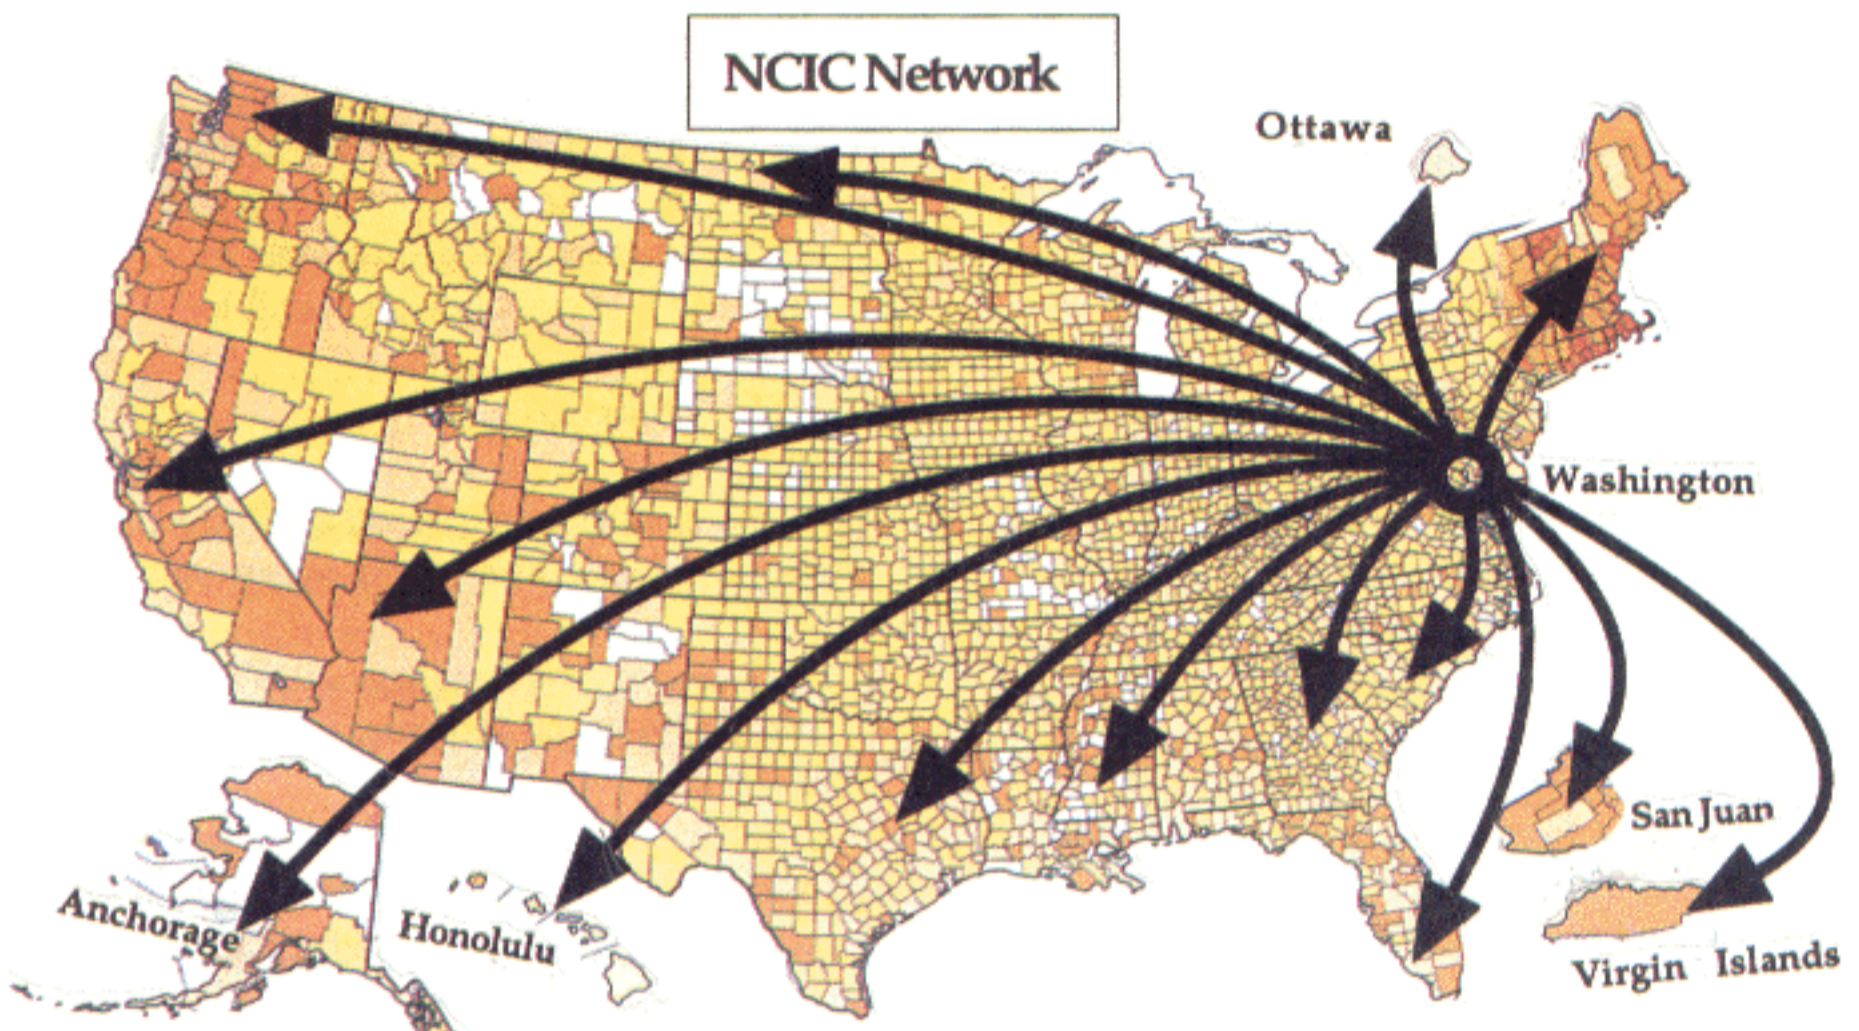 NCIC Network
Ottawa
Washington
San Juan
Anchorage
Honolulu
Virgin Islands